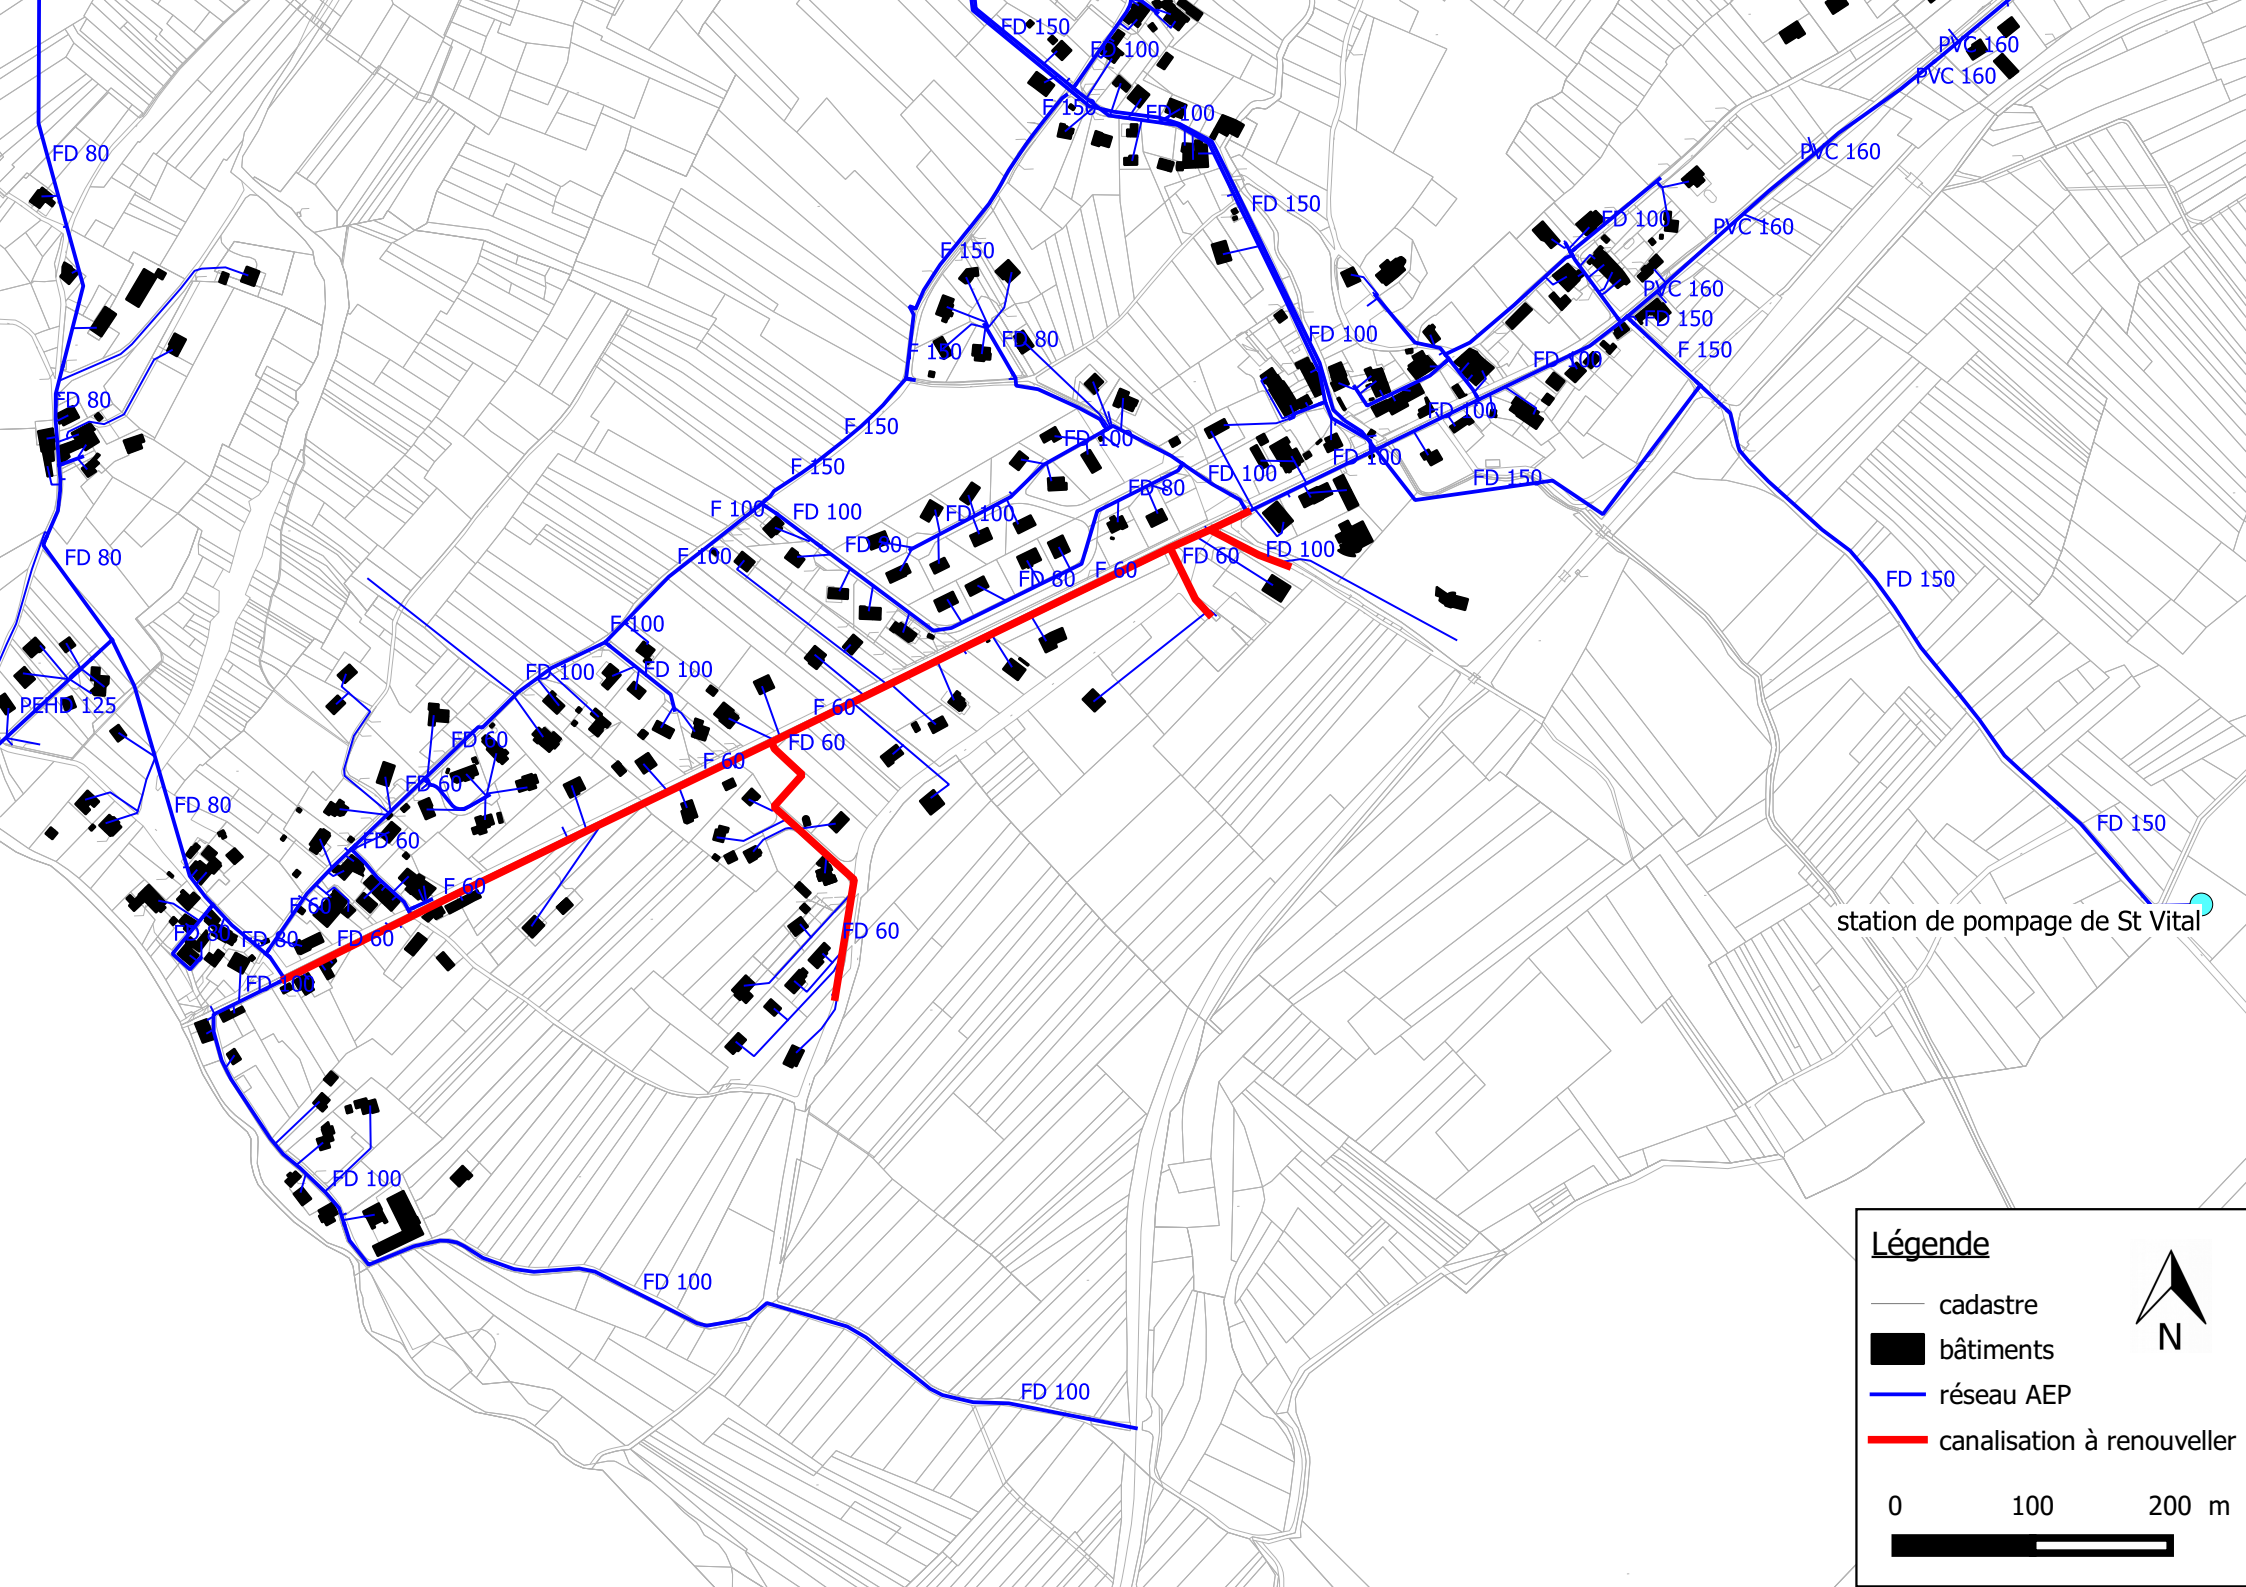 FD 150
FD 100
PVC 160
PVC 160
F 150
FD 100
FD 80
PVC 160
FD 150
FD 100
PVC 160
F 150
PVC 160
FD 150
FD 100
FD 80
F 150
F 150
FD 100
FD 80
FD 100
F 150
FD 100
F 150
FD 100
FD 100
FD 150
FD 80
F 100
FD 100
FD 100
FD 80
FD 100
F 100
FD 60
FD 80
F 60
FD 80
FD 150
F 100
FD 100
FD 100
PEHD 125
F 60
FD 60
FD 60
F 60
FD 60
FD 80
FD 150
FD 60
F 60
F 60
FD 80
FD 80
FD 60
FD 60
station de pompage de St Vital
FD 100
FD 100
FD 100
FD 100
Légende
cadastre
N
bâtiments
réseau AEP
canalisation à renouveller
0 100 200 m